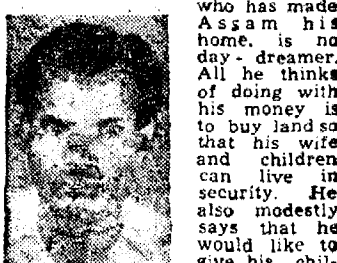 who has made
Assam his
home, is no
day - dreamer.
All he thinks
of doing with
his money is
to buy land so
that his wife
and children
can live in
security. He
also modestly
says that he
would like to
give his chil-